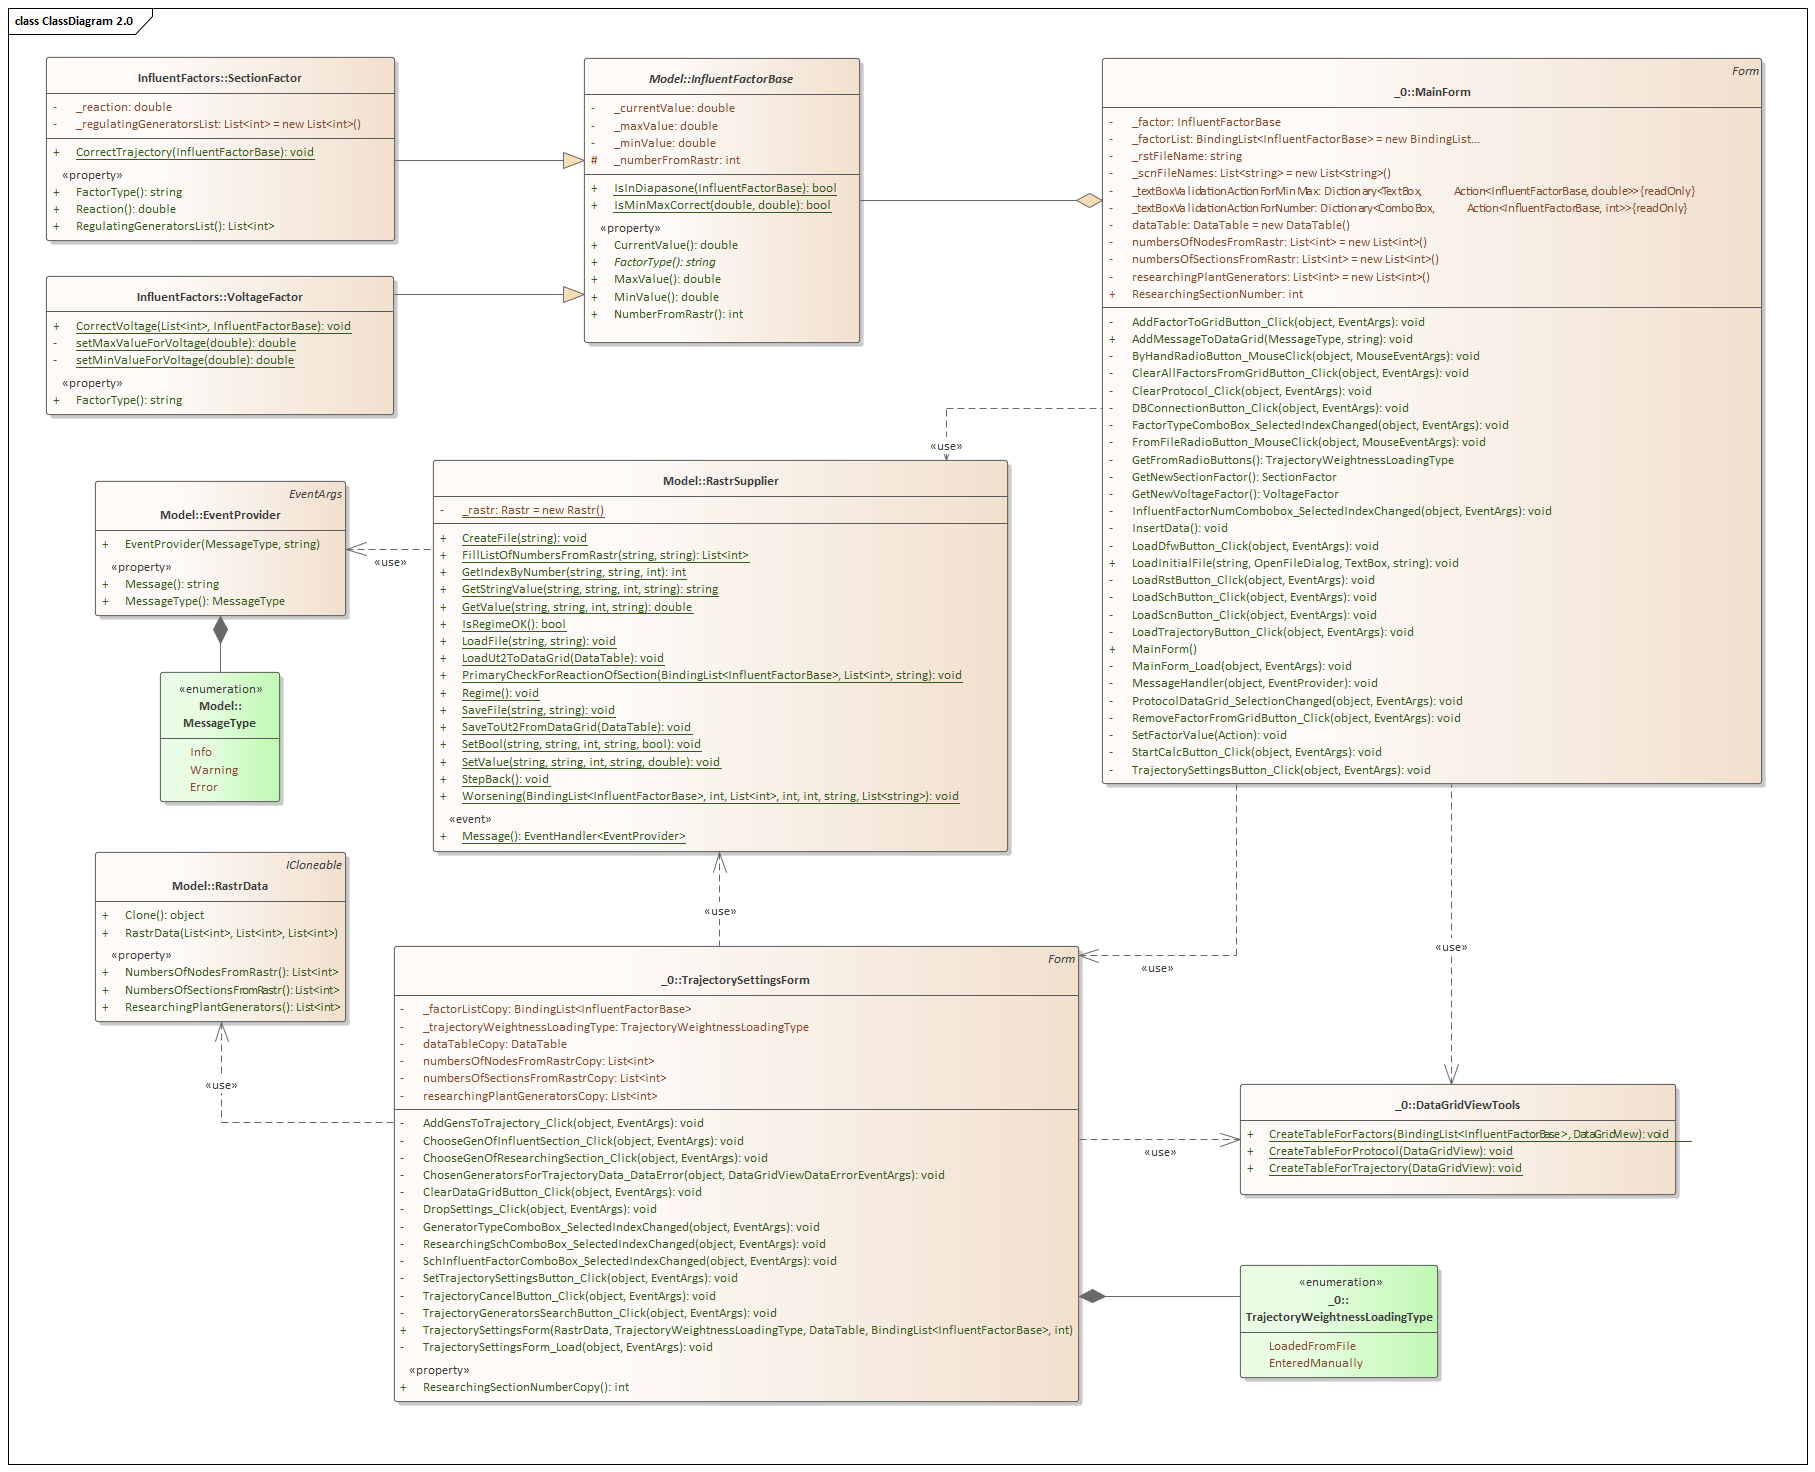 class ClassDiagram 2.0
InfluentFactors::SectionFactor
- _reaction: double
- _regulatingGeneratorsList: List<int> = new List<int>()
+ CorrectTrajectory(InfluentFactorBase): void
«property»
+ FactorType(): string
+ Reaction(): double
+ RegulatingGeneratorsList(): List<int>
InfluentFactors::VoltageFactor
+ CorrectVoltage(List<int>, InfluentFactorBase): void
- setMaxValueForVoltage(double): double
- setMinValueForVoltage(double): double
«property»
+ FactorType(): string
Model::InfluentFactorBase
- _currentValue: double
- _maxValue: double
- _minValue: double
# _numberFromRastr: int
+ IsInDiapasone(InfluentFactorBase): bool
+ IsMinMaxCorrect(double, double): bool
«property»
+ CurrentValue(): double
+ FactorType(): string
+ MaxValue(): double
+ MinValue(): double
+ NumberFromRastr(): int
Form
_0::MainForm
- _factor: InfluentFactorBase
- _factorList: BindingList<InfluentFactorBase> = new BindingList...
- _rstFileName: string
- _scnFileNames: List<string> = new List<string>()
- _textBoxValidationActionForMinMax: Dictionary<TextBox, Action<InfluentFactorBase, double>> {readOnly}
- _textBoxValidationActionForNumber: Dictionary<ComboBox, Action<InfluentFactorBase, int>> {readOnly}
- dataTable: DataTable = new DataTable()
- numbersOfNodesFromRastr: List<int> = new List<int>()
- numbersOfSectionsFromRastr: List<int> = new List<int>()
- researchingPlantGenerators: List<int> = new List<int>()
+ ResearchingSectionNumber: int
- AddFactorToGridButton_Click(object, EventArgs): void
+ AddMessageToDataGrid(MessageType, string): void
- ByHandRadioButton_MouseClick(object, MouseEventArgs): void
- ClearAllFactorsFromGridButton_Click(object, EventArgs): void
- ClearProtocol_Click(object, EventArgs): void
- DBConnectionButton_Click(object, EventArgs): void
- FactorTypeComboBox_SelectedIndexChanged(object, EventArgs): void
- FromFileRadioButton_MouseClick(object, MouseEventArgs): void
- GetFromRadioButtons(): TrajectoryWeightnessLoadingType
- GetNewSectionFactor(): SectionFactor
- GetNewVoltageFactor(): VoltageFactor
- InfluentFactorNumCombobox_SelectedIndexChanged(object, EventArgs): void
- InsertData(): void
- LoadDfwButton_Click(object, EventArgs): void
+ LoadInitialFile(string, OpenFileDialog, TextBox, string): void
- LoadRstButton_Click(object, EventArgs): void
- LoadSchButton_Click(object, EventArgs): void
- LoadScnButton_Click(object, EventArgs): void
- LoadTrajectoryButton_Click(object, EventArgs): void
+ MainForm()
- MainForm_Load(object, EventArgs): void
- MessageHandler(object, EventProvider): void
- ProtocolDataGrid_SelectionChanged(object, EventArgs): void
- RemoveFactorFromGridButton_Click(object, EventArgs): void
- SetFactorValue(Action): void
- StartCalcButton_Click(object, EventArgs): void
- TrajectorySettingsButton_Click(object, EventArgs): void
«use»
Model::RastrSupplier
- _rastr: Rastr = new Rastr()
+ CreateFile(string): void
+ FillListOfNumbersFromRastr(string, string): List<int>
+ GetIndexByNumber(string, string, int): int
+ GetStringValue(string, string, int, string): string
+ GetValue(string, string, int, string): double
+ IsRegimeOK(): bool
+ LoadFile(string, string): void
+ LoadUt2ToDataGrid(DataTable): void
+ PrimaryCheckForReactionOfSection(BindingList<InfluentFactorBase>, List<int>, string): void
+ Regime(): void
+ SaveFile(string, string): void
+ SaveToUt2FromDataGrid(DataTable): void
+ SetBool(string, string, int, string, bool): void
+ SetValue(string, string, int, string, double): void
+ StepBack(): void
+ Worsening(BindingList<InfluentFactorBase>, int, List<int>, int, int, string, List<string>): void
«event»
+ Message(): EventHandler<EventProvider>
«use»
EventArgs
Model::EventProvider
+ EventProvider(MessageType, string)
«property»
+ Message(): string
+ MessageType(): MessageType
«enumeration»
Model::
MessageType
Info
Warning
Error
ICloneable
Model::RastrData
+ Clone(): object
+ RastrData(List<int>, List<int>, List<int>)
«property»
+ NumbersOfNodesFromRastr(): List<int>
+ NumbersOfSectionsFromRastr(): List<int>
+ ResearchingPlantGenerators(): List<int>
«use»
«use»
«use»
«use»
Form
_0::TrajectorySettingsForm
- _factorListCopy: BindingList<InfluentFactorBase>
- _trajectoryWeightnessLoadingType: TrajectoryWeightnessLoadingType
- dataTableCopy: DataTable
- numbersOfNodesFromRastrCopy: List<int>
- numbersOfSectionsFromRastrCopy: List<int>
- researchingPlantGeneratorsCopy: List<int>
- AddGensToTrajectory_Click(object, EventArgs): void
- ChooseGenOfInfluentSection_Click(object, EventArgs): void
- ChooseGenOfResearchingSection_Click(object, EventArgs): void
- ChosenGeneratorsForTrajectoryData_DataError(object, DataGridViewDataErrorEventArgs): void
- ClearDataGridButton_Click(object, EventArgs): void
- DropSettings_Click(object, EventArgs): void
- GeneratorTypeComboBox_SelectedIndexChanged(object, EventArgs): void
- ResearchingSchComboBox_SelectedIndexChanged(object, EventArgs): void
- SchInfluentFactorComboBox_SelectedIndexChanged(object, EventArgs): void
- SetTrajectorySettingsButton_Click(object, EventArgs): void
- TrajectoryCancelButton_Click(object, EventArgs): void
- TrajectoryGeneratorsSearchButton_Click(object, EventArgs): void
+ TrajectorySettingsForm(RastrData, TrajectoryWeightnessLoadingType, DataTable, BindingList<InfluentFactorBase>, int)
- TrajectorySettingsForm_Load(object, EventArgs): void
«property»
+ ResearchingSectionNumberCopy(): int
«use»
_0::DataGridViewTools
+ CreateTableForFactors(BindingList<InfluentFactorBase>, DataGridView): void
+ CreateTableForProtocol(DataGridView): void
+ CreateTableForTrajectory(DataGridView): void
«enumeration»
_0::
TrajectoryWeightnessLoadingType
LoadedFromFile
EnteredManually